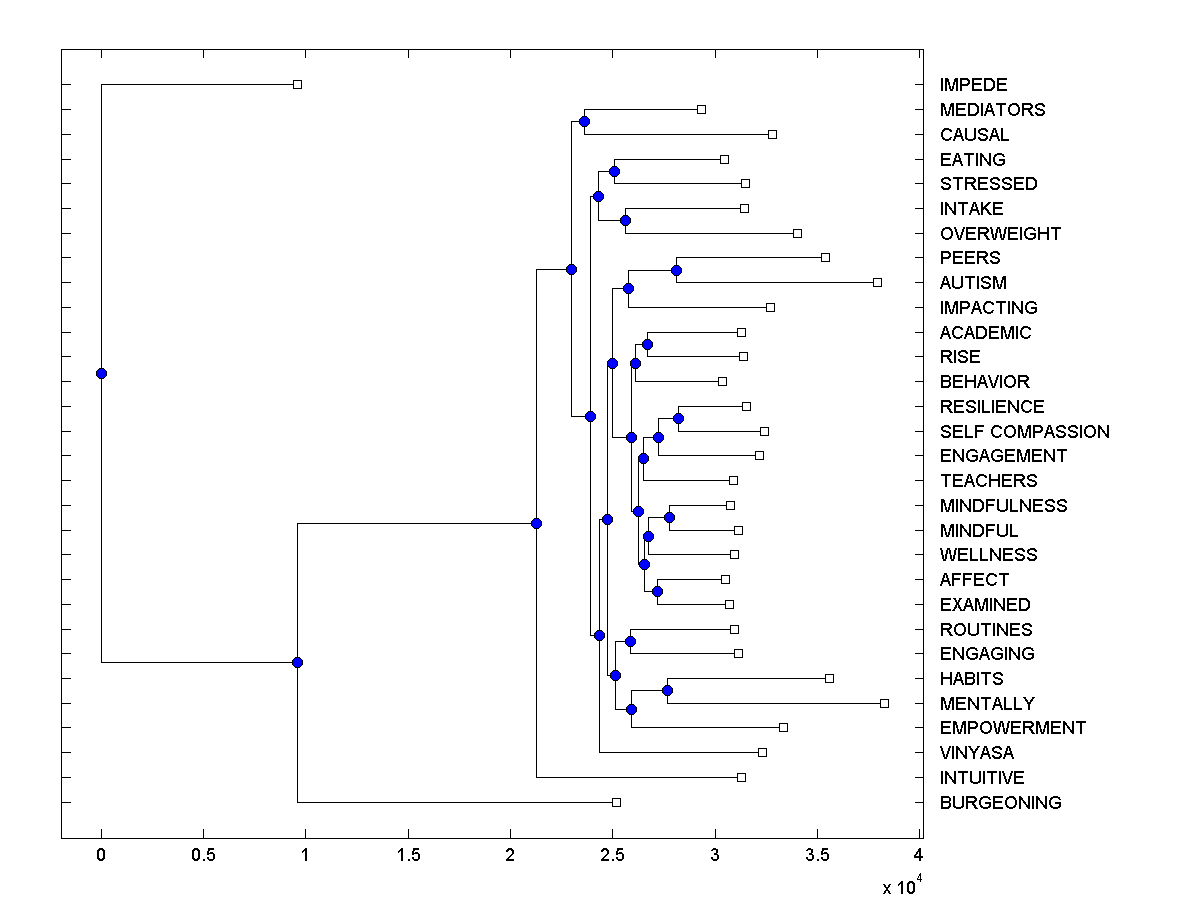 IMPEDE
MEDIATORS
CAUSAL
EATING
STRESSED
INTAKE
OVERWEIGHT
PEERS
AUTISM
IMPACTING
ACADEMIC
RISE
BEHAVIOR
RESILIENCE
SELF COMPASSION
ENGAGEMENT
TEACHERS
MINDFULNESS
MINDFUL
WELLNESS
AFFECT
EXAMINED
ROUTINES
ENGAGING
HABITS
MENTALLY
EMPOWERMENT
VINYASA
INTUITIVE
BURGEONING
0 0.5 1 1.5 2 2.5 3 3.5 4
x 10^4